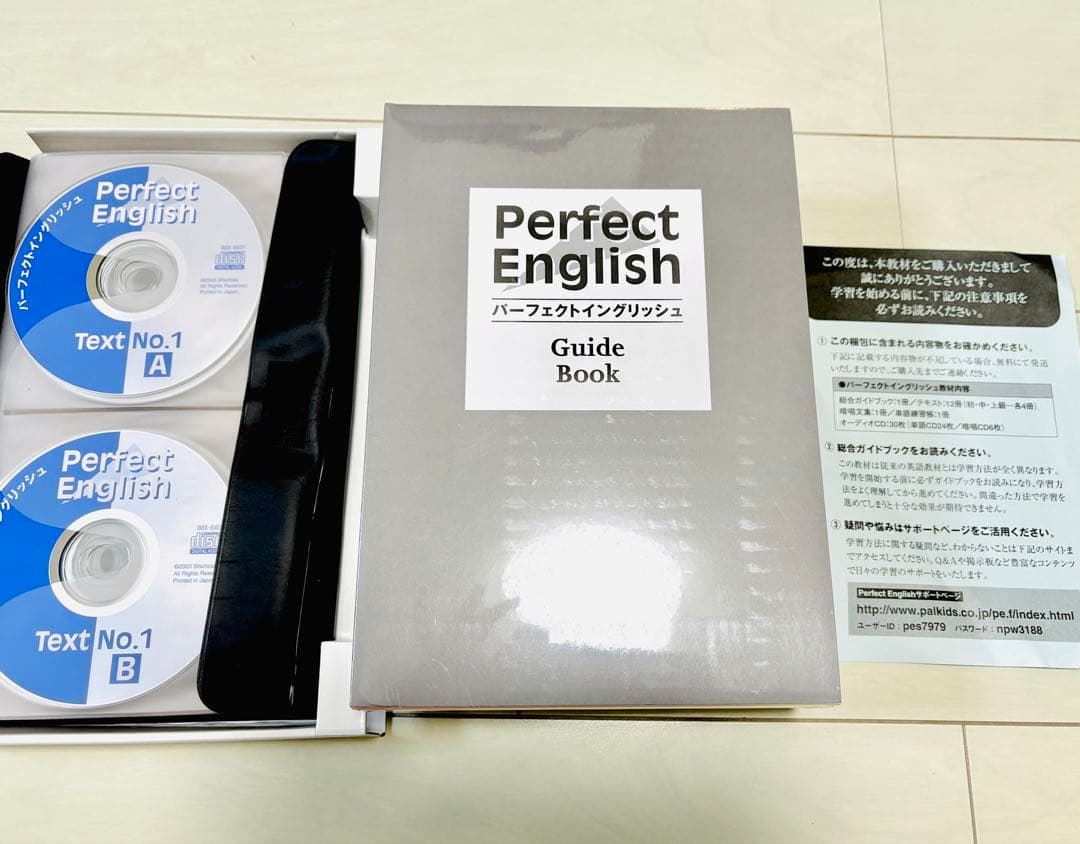 Perfect
English
パーフェクトイングリッシュ
IMX-8431
disc
DIGITAL AUDIO
©2003 Shichida,
All Rights Reserved.
Printed in Japan.
Text No.1
A
Perfect
English
disc
©2003 Shichida
All Rights Rese
Printed in Japan
Text No.1
B
Perfect
English
パーフェクトイングリッシュ
Guide
Book
この度は、本教材をご購入いただきまして
誠にありがとうございます。
学習を始める前に、下記の注意事項を
必ずお読みください。
① この梱包に含まれる内容物をお確かめください。
下記に記載する内容物が不足している場合、無料にて発送
いたしますので、ご購入先までご連絡ください。
●パーフェクトイングリッシュ教材内容
総合ガイドブック:1冊/テキスト:12冊(初・中・上級…各4冊)
暗唱文集:1冊/単語練習帳:1冊
オーディオCD:30枚(単語CD24枚/暗唱CD6枚)
② 総合ガイドブックをお読みください。
この教材は従来の英語教材とは学習方法が全く異なります。
学習を開始する前に必ずガイドブックをお読みになり、学習方
法をよく理解してから進めてください。間違った方法で学習を
進めてしまうと十分な効果が期待できません。
③ 疑問や悩みはサポートページをご活用ください。
学習方法に関する疑問など、わからないことは下記のサイトま
でアクセスしてください。Q&Aや掲示板など豊富なコンテンツ
で日々の学習のサポートをいたします。
Perfect Englishサポートページ
http://www.palkids.co.jp/pe.f/index.html
ユーザーID:pes7979 パスワード:npw3188